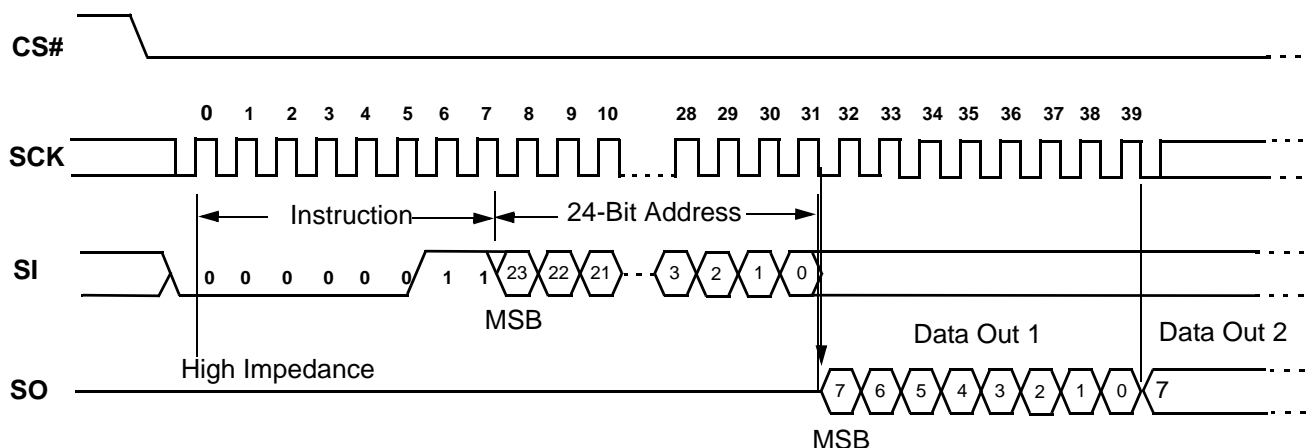 CS#
0 1 2 3 4 5 6 7 8 9 10 28 29 30 31 32 33 34 35 36 37 38 39
SCK
Instruction 24-Bit Address
SI 0 0 0 0 0 0 1 1 23 22 21 3 2 1 0
MSB
Data Out 1 Data Out 2
High Impedance
SO 7 6 5 4 3 2 1 0 7
MSB